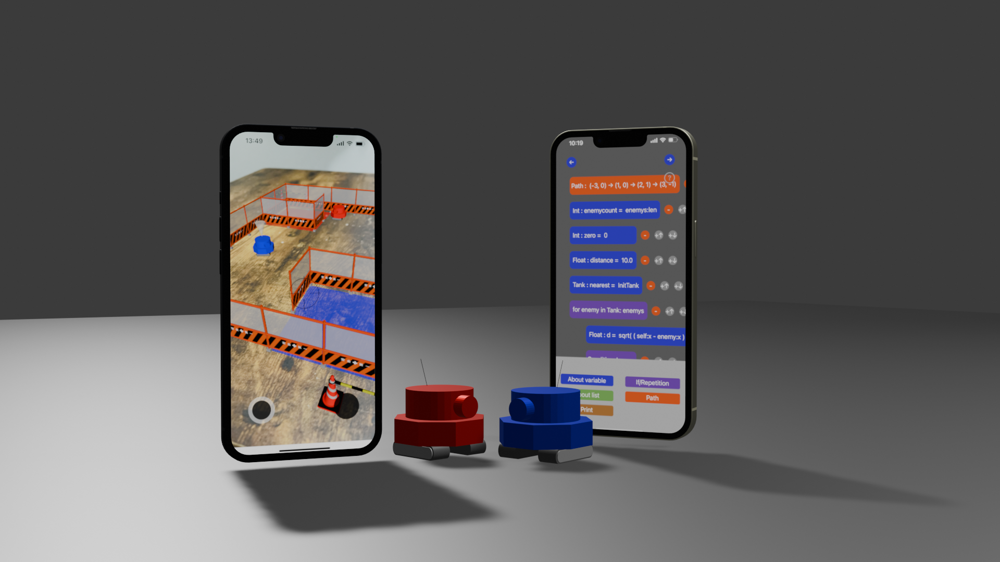 13:49
10:19
?
Path : (-3, 0) → (1, 0) → (2, 1) → (3, -1)
Int : enemycount = enemys:len
-
Int : zero = 0
-
Float : distance = 10.0
-
Tank : nearest = InitTank
-
for enemy in Tank: enemys
-
Float : d = sqrt( ( self:x - enemy:x )
About variable
If/Repetition
out list
Path
Print